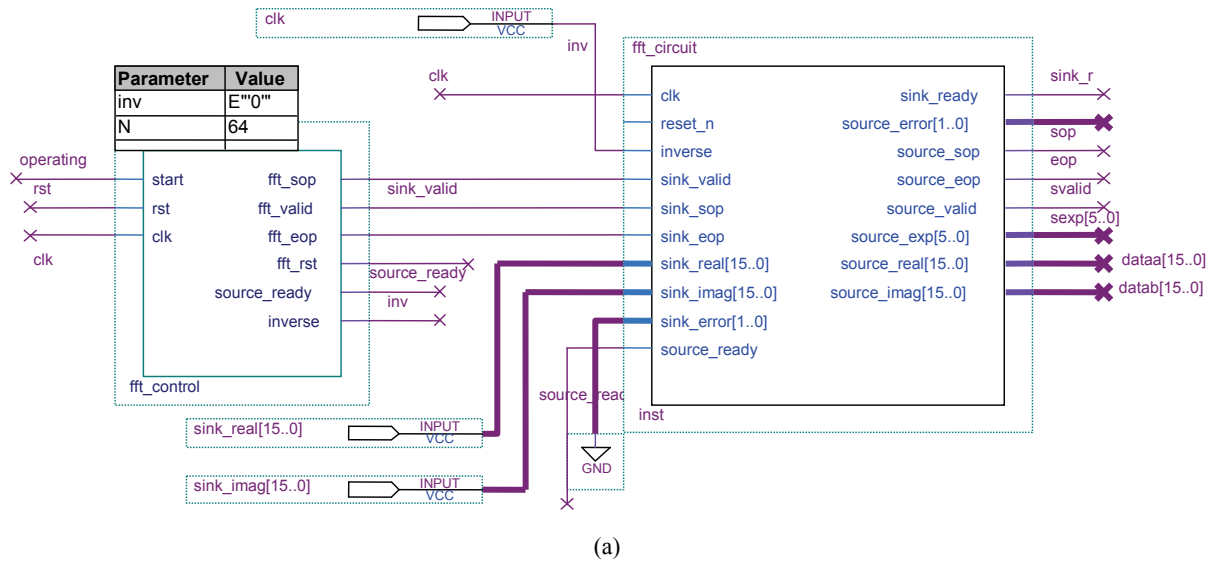 clk
INPUT
VCC
inv
fft_circuit
Parameter Value
inv E"'0'"
N 64
operating
rst
clk
start
rst
clk
fft_sop
fft_valid
fft_eop
fft_rst
source_ready
inverse
fft_control
sink_valid
source_ready
inv
clk
clk
reset_n
inverse
sink_valid
sink_sop
sink_eop
sink_real[15..0]
sink_imag[15..0]
sink_error[1..0]
source_ready
sink_ready
source_error[1..0]
source_sop
source_eop
source_valid
source_exp[5..0]
source_real[15..0]
source_imag[15..0]
inst
sink_r
sop
eop
svalid
sexp[5..0]
dataa[15..0]
datab[15..0]
source_read
GND
sink_real[15..0]
INPUT
VCC
sink_imag[15..0]
INPUT
VCC
(a)